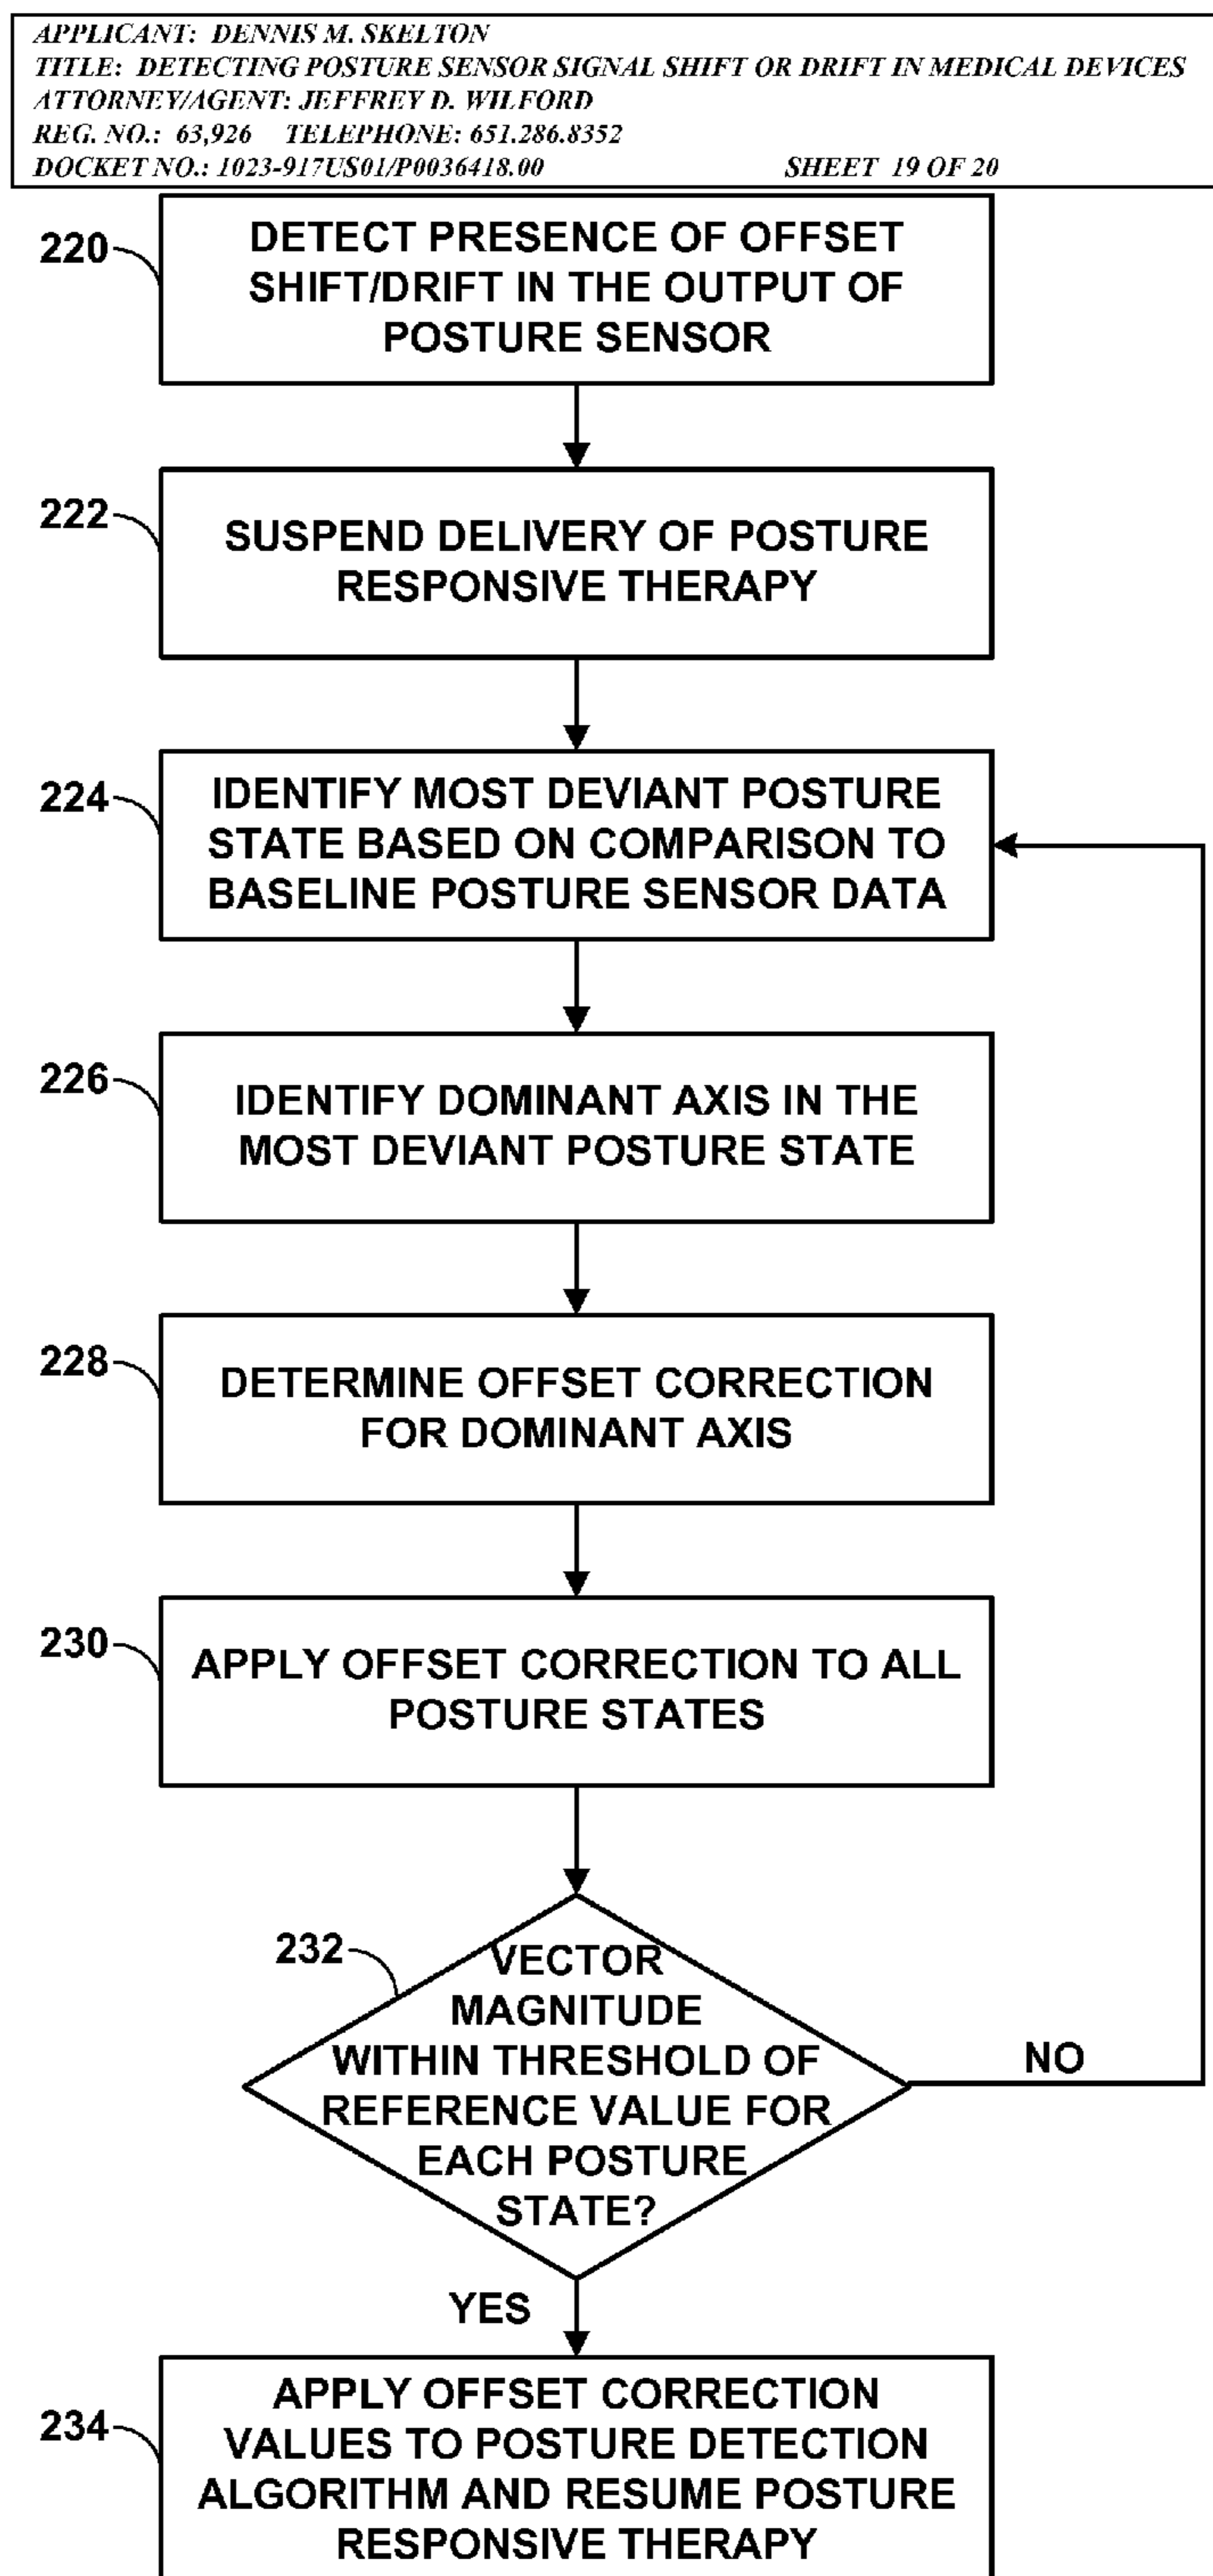 APPLICANT: DENNIS M. SKELTON
TITLE: DETECTING POSTURE SENSOR SIGNAL SHIFT OR DRIFT IN MEDICAL DEVICES
ATTORNEY/AGENT: JEFFREY D. WILFORD
REG. NO.: 63,926 TELEPHONE: 651.286.8352
DOCKET NO.: 1023-917US01/P0036418.00 SHEET 19 OF 20
220
DETECT PRESENCE OF OFFSET
SHIFT/DRIFT IN THE OUTPUT OF
POSTURE SENSOR
222
SUSPEND DELIVERY OF POSTURE
RESPONSIVE THERAPY
224
IDENTIFY MOST DEVIANT POSTURE
STATE BASED ON COMPARISON TO
BASELINE POSTURE SENSOR DATA
226
IDENTIFY DOMINANT AXIS IN THE
MOST DEVIANT POSTURE STATE
228
DETERMINE OFFSET CORRECTION
FOR DOMINANT AXIS
230
APPLY OFFSET CORRECTION TO ALL
POSTURE STATES
232
VECTOR
MAGNITUDE
WITHIN THRESHOLD OF
REFERENCE VALUE FOR
EACH POSTURE
STATE?
NO
YES
234
APPLY OFFSET CORRECTION
VALUES TO POSTURE DETECTION
ALGORITHM AND RESUME POSTURE
RESPONSIVE THERAPY